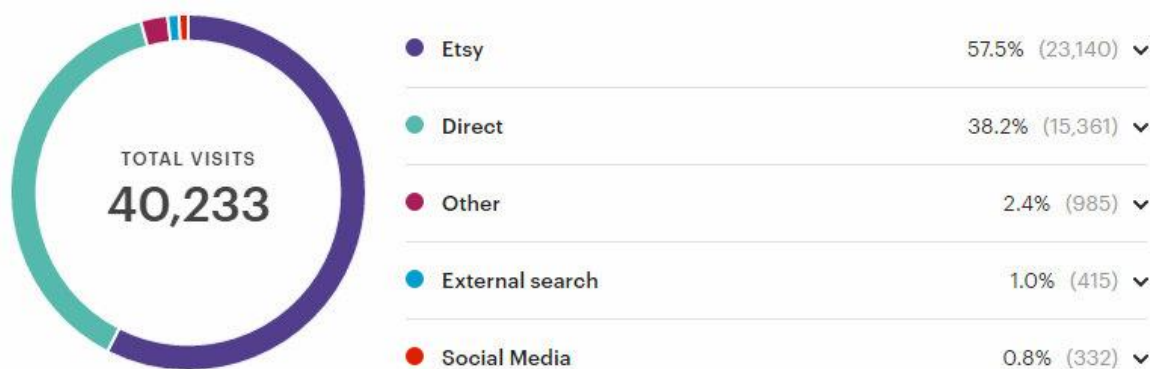 TOTAL VISITS
40,233
Etsy 57.5% (23,140)
Direct 38.2% (15,361)
Other 2.4% (985)
External search 1.0% (415)
Social Media 0.8% (332)